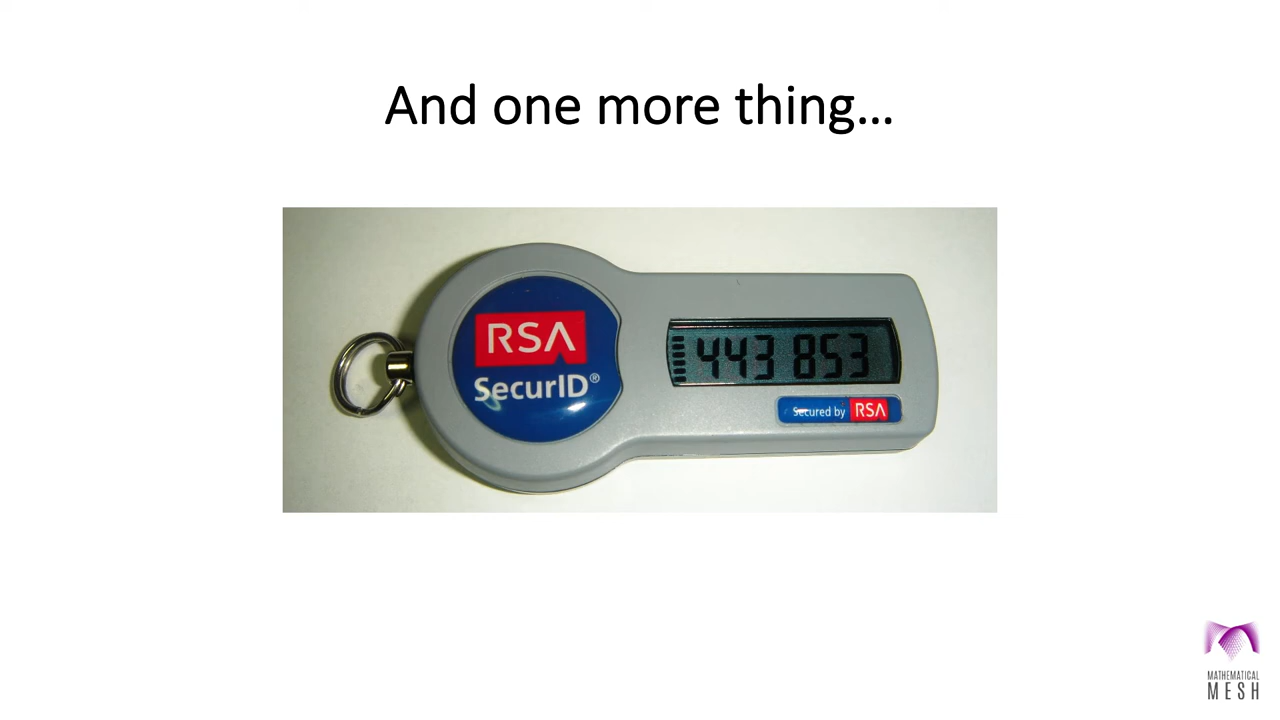 And one more thing...
RSA
SecurID®
443 853
Secured by RSA
MATHEMATICAL
MESH